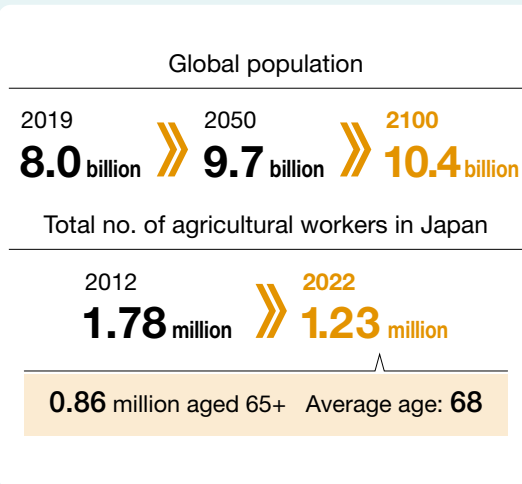 Global population
2019 2050 2100
8.0 billion 9.7 billion 10.4 billion
Total no. of agricultural workers in Japan
2012 2022
1.78 million 1.23 million
0.86 million aged 65+ Average age: 68